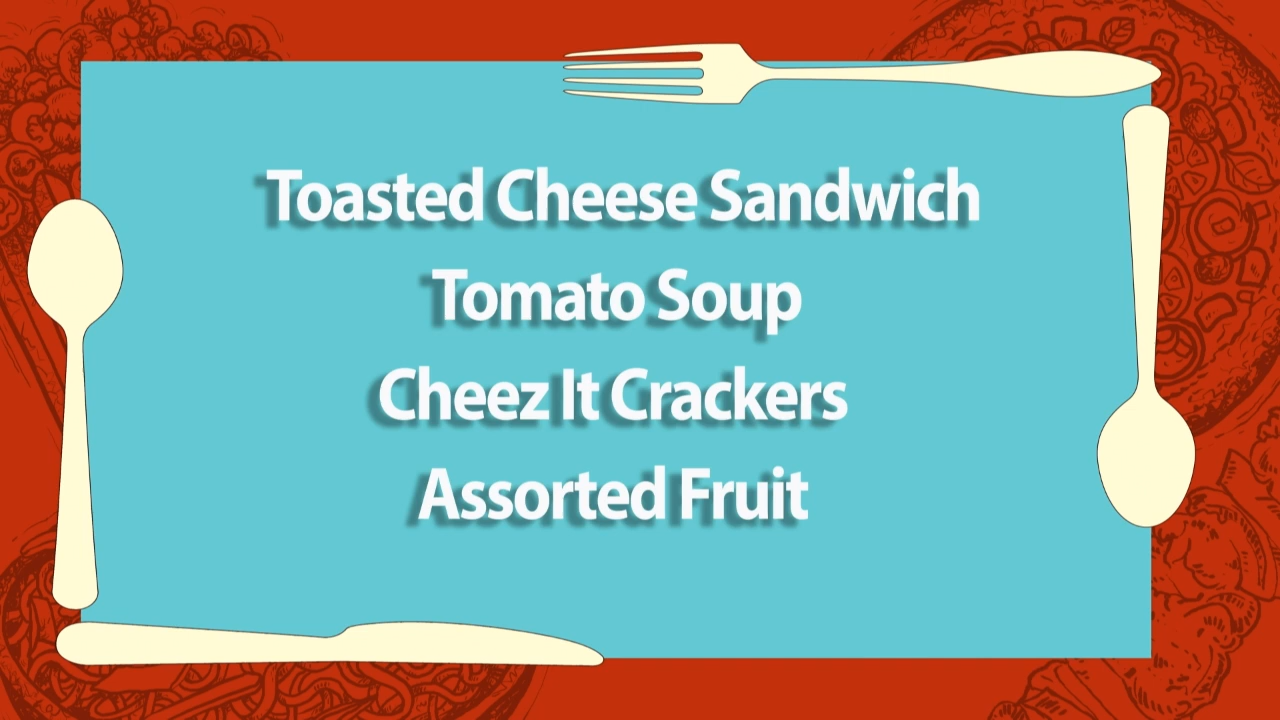 Toasted Cheese Sandwich
Tomato Soup
Cheez It Crackers
Assorted Fruit